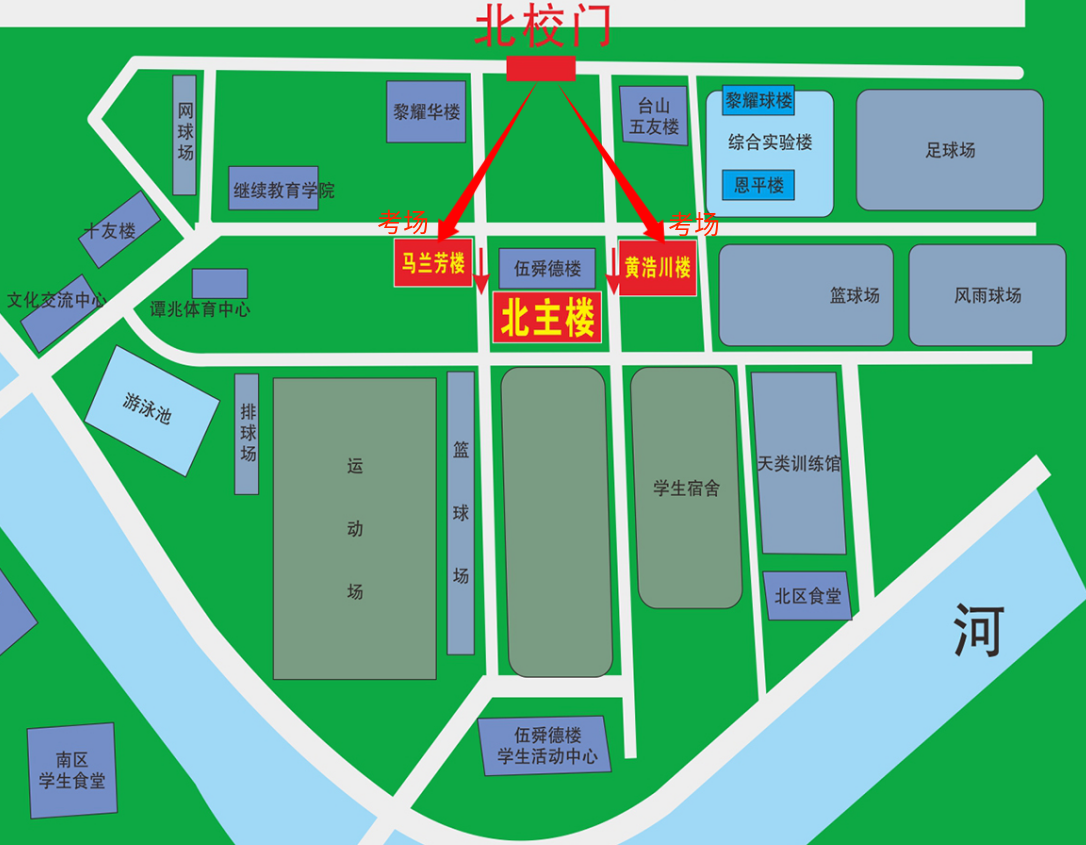 北校门
网球场
黎耀华楼
台山
五友楼
黎耀球楼
综合实验楼
恩平楼
足球场
继续教育学院
考场
考场
十友楼
马兰芳楼
伍舜德楼
黄浩川楼
北主楼
文化交流中心
谭兆体育中心
篮球场
风雨球场
游泳池
排球场
运动场
篮球场
学生宿舍
天类训练馆
北区食堂
河
伍舜德楼
学生活动中心
南区
学生食堂